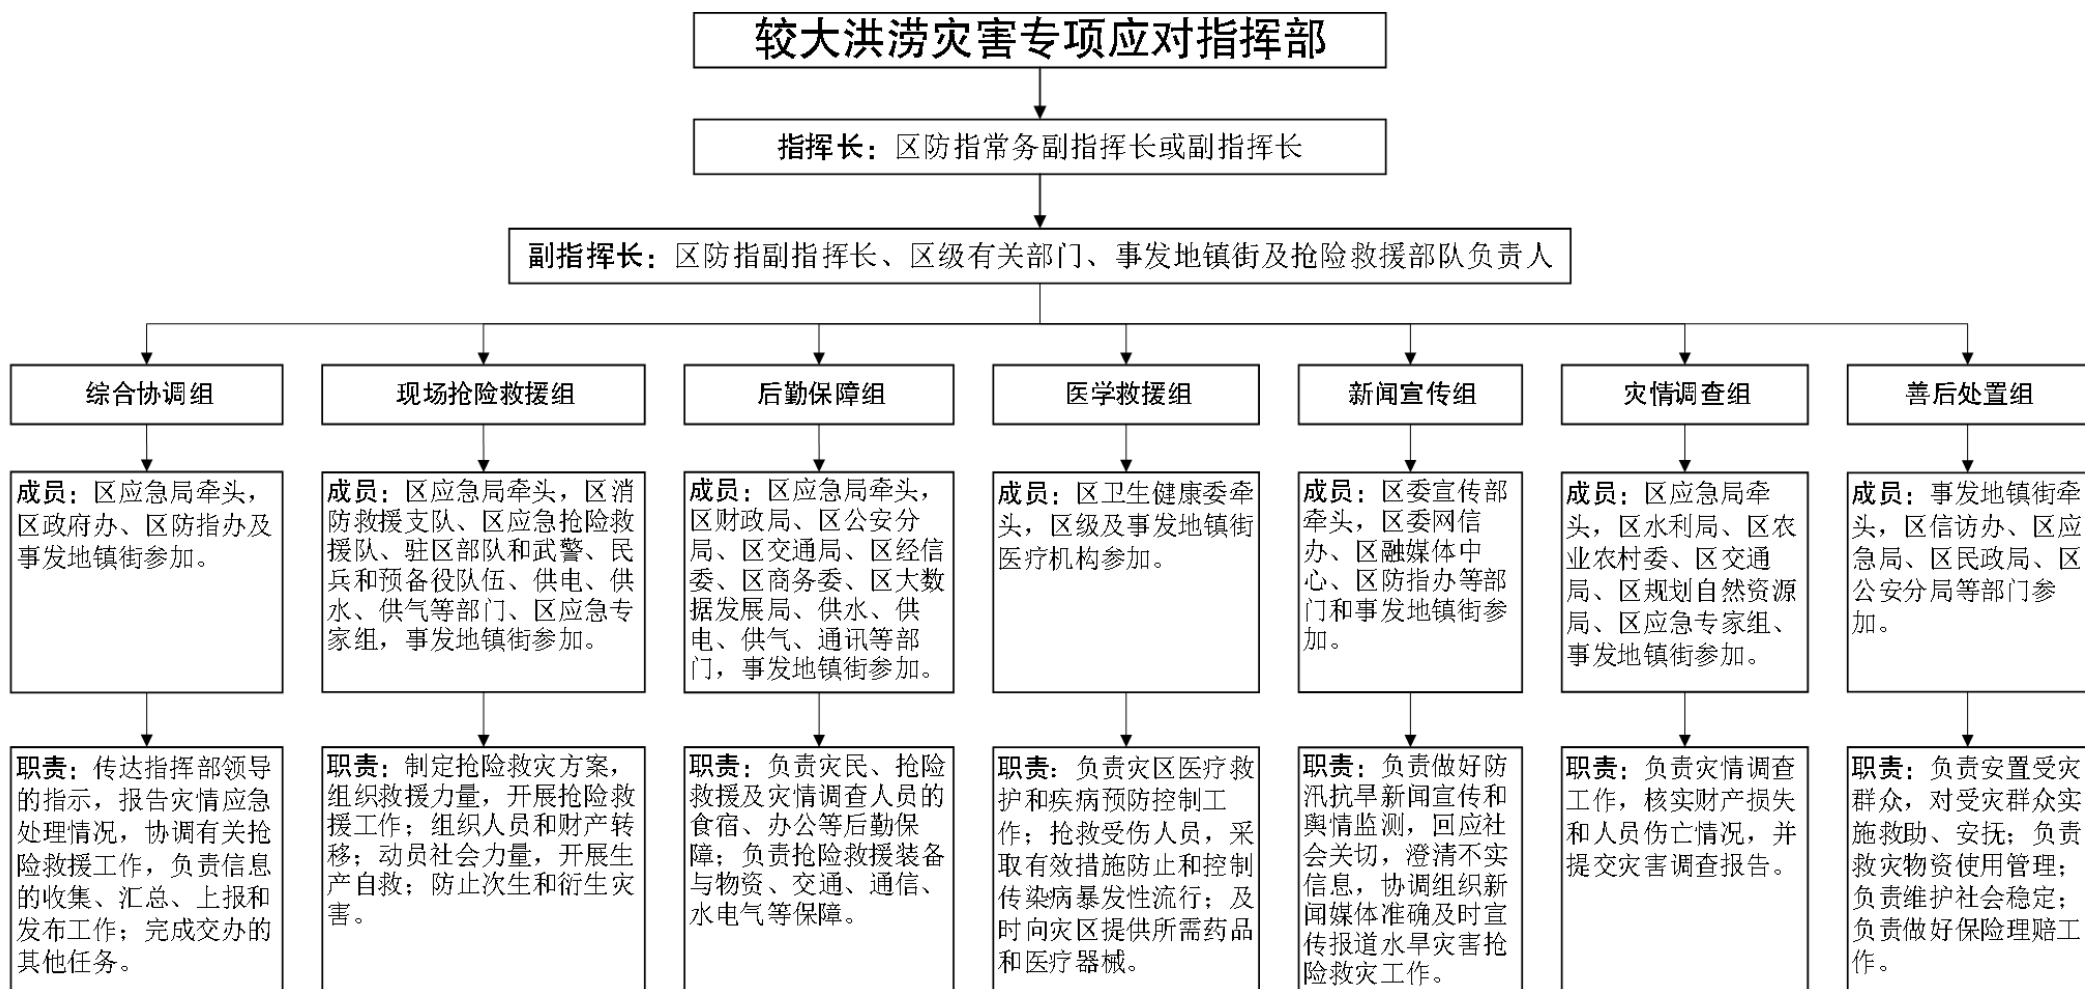 较大洪涝灾害专项应对指挥部
指挥长：区防指常务副指挥长或副指挥长
副指挥长：区防指副指挥长、区级有关部门、事发地镇街及抢险救援部队负责人
综合协调组
现场抢险救援组
后勤保障组
医学救援组
新闻宣传组
灾情调查组
善后处置组
成员：区应急局牵头，
区政府办、区防指办及
事发地镇街参加。
成员：区应急局牵头，区消
防救援支队、区应急抢险救
援队、驻区部队和武警、民
兵和预备役队伍、供电、供
水、供气等部门、区应急专
家组，事发地镇街参加。
成员：区应急局牵头，
区财政局、区公安分
局、区交通局、区经信
委、区商务委、区大数
据发展局、供水、供
电、供气、通讯等部
门，事发地镇街参加。
成员：区卫生健康委牵
头，区级及事发地镇街
医疗机构参加。
成员：区委宣传部
牵头，区委网信
办、区融媒体中
心、区防指办等部
门和事发地镇街参
加。
成员：区应急局牵
头，区水利局、区农
业农村委、区交通
局、区规划自然资源
局、区应急专家组、
事发地镇街参加。
成员：事发地镇街牵
头，区信访办、区应
急局、区民政局、区
公安分局等部门参
加。
职责：传达指挥部领导
的指示，报告灾情应急
处理情况，协调有关抢
险救援工作，负责信息
的收集、汇总、上报和
发布工作；完成交办的
其他任务。
职责：制定抢险救灾方案，
组织救援力量，开展抢险救
援工作；组织人员和财产转
移；动员社会力量，开展生
产自救；防止次生和衍生灾
害。
职责：负责灾民、抢险
救援及灾情调查人员的
食宿、办公等后勤保
障；负责抢险救援装备
与物资、交通、通信、
水电气等保障。
职责：负责灾区医疗救
护和疾病预防控制工
作；抢救受伤人员，采
取有效措施防止和控制
传染病暴发性流行；及
时向灾区提供所需药品
和医疗器械。
职责：负责做好防
汛抗旱新闻宣传和
舆情监测，回应社
会关切，澄清不实
信息，协调组织新
闻媒体准确及时宣
传报道水旱灾害抢
险救灾工作。
职责：负责灾情调查
工作，核实财产损失
和人员伤亡情况，并
提交灾害调查报告。
职责：负责安置受灾
群众，对受灾群众实
施救助、安抚；负责
救灾物资使用管理；
负责维护社会稳定；
负责做好保险理赔工
作。